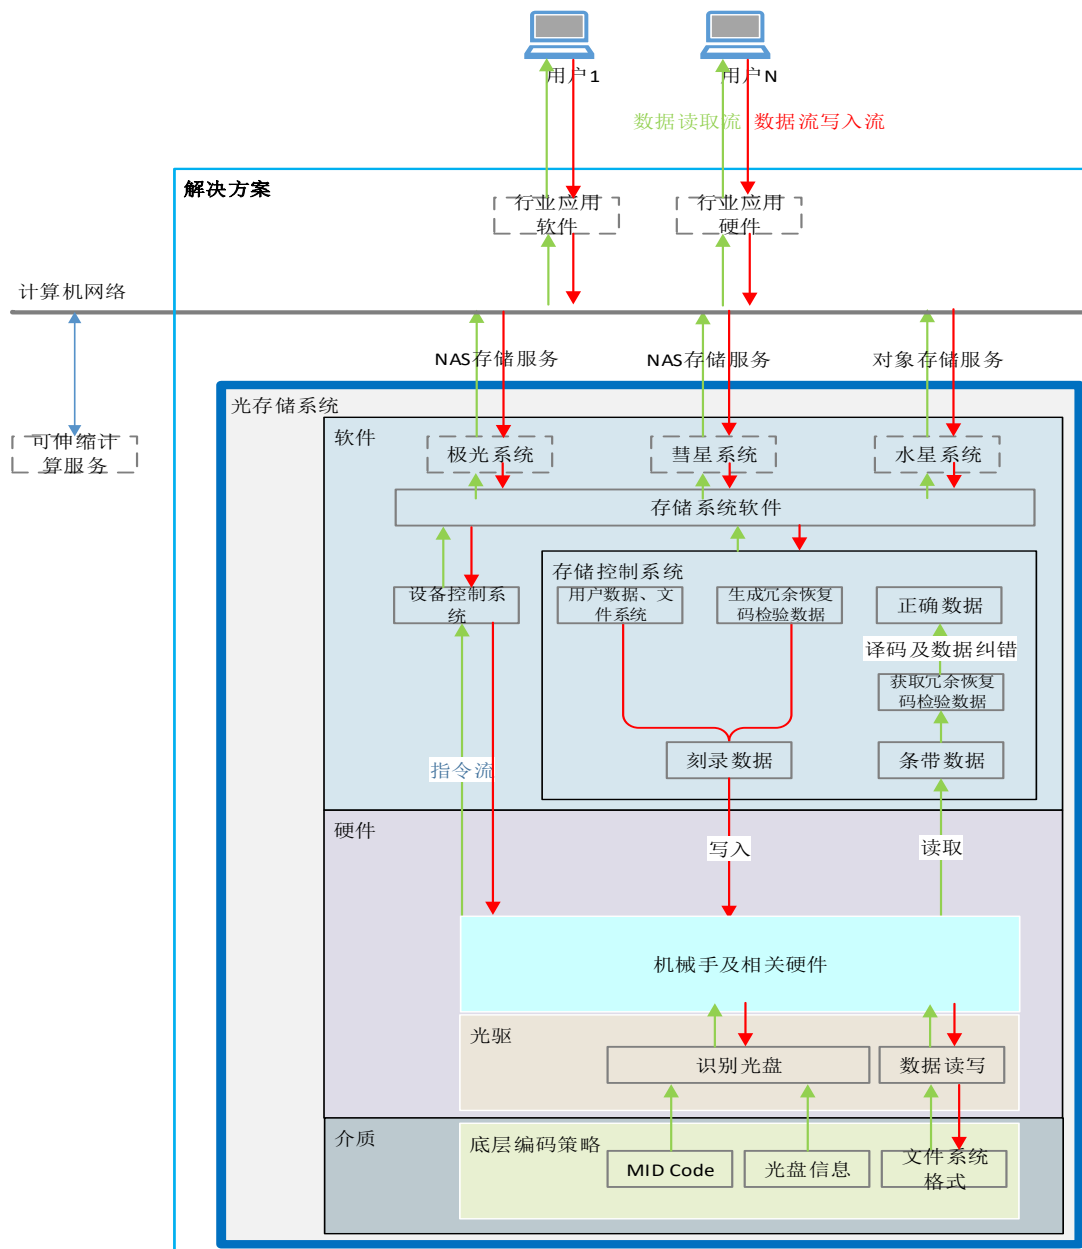 用户1
用户N
数据读取流
数据流写入流
解决方案
行业应用
软件
行业应用
硬件
计算机网络
NAS存储服务
NAS存储服务
对象存储服务
光存储系统
可伸缩计
算服务
软件
极光系统
彗星系统
水星系统
存储系统软件
存储控制系统
设备控制系
统
用户数据、文
件系统
生成冗余恢复
码检验数据
正确数据
译码及数据纠错
获取冗余恢复
码检验数据
刻录数据
条带数据
指令流
硬件
写入
读取
机械手及相关硬件
光驱
识别光盘
数据读写
介质
底层编码策略
MID Code
光盘信息
文件系统
格式